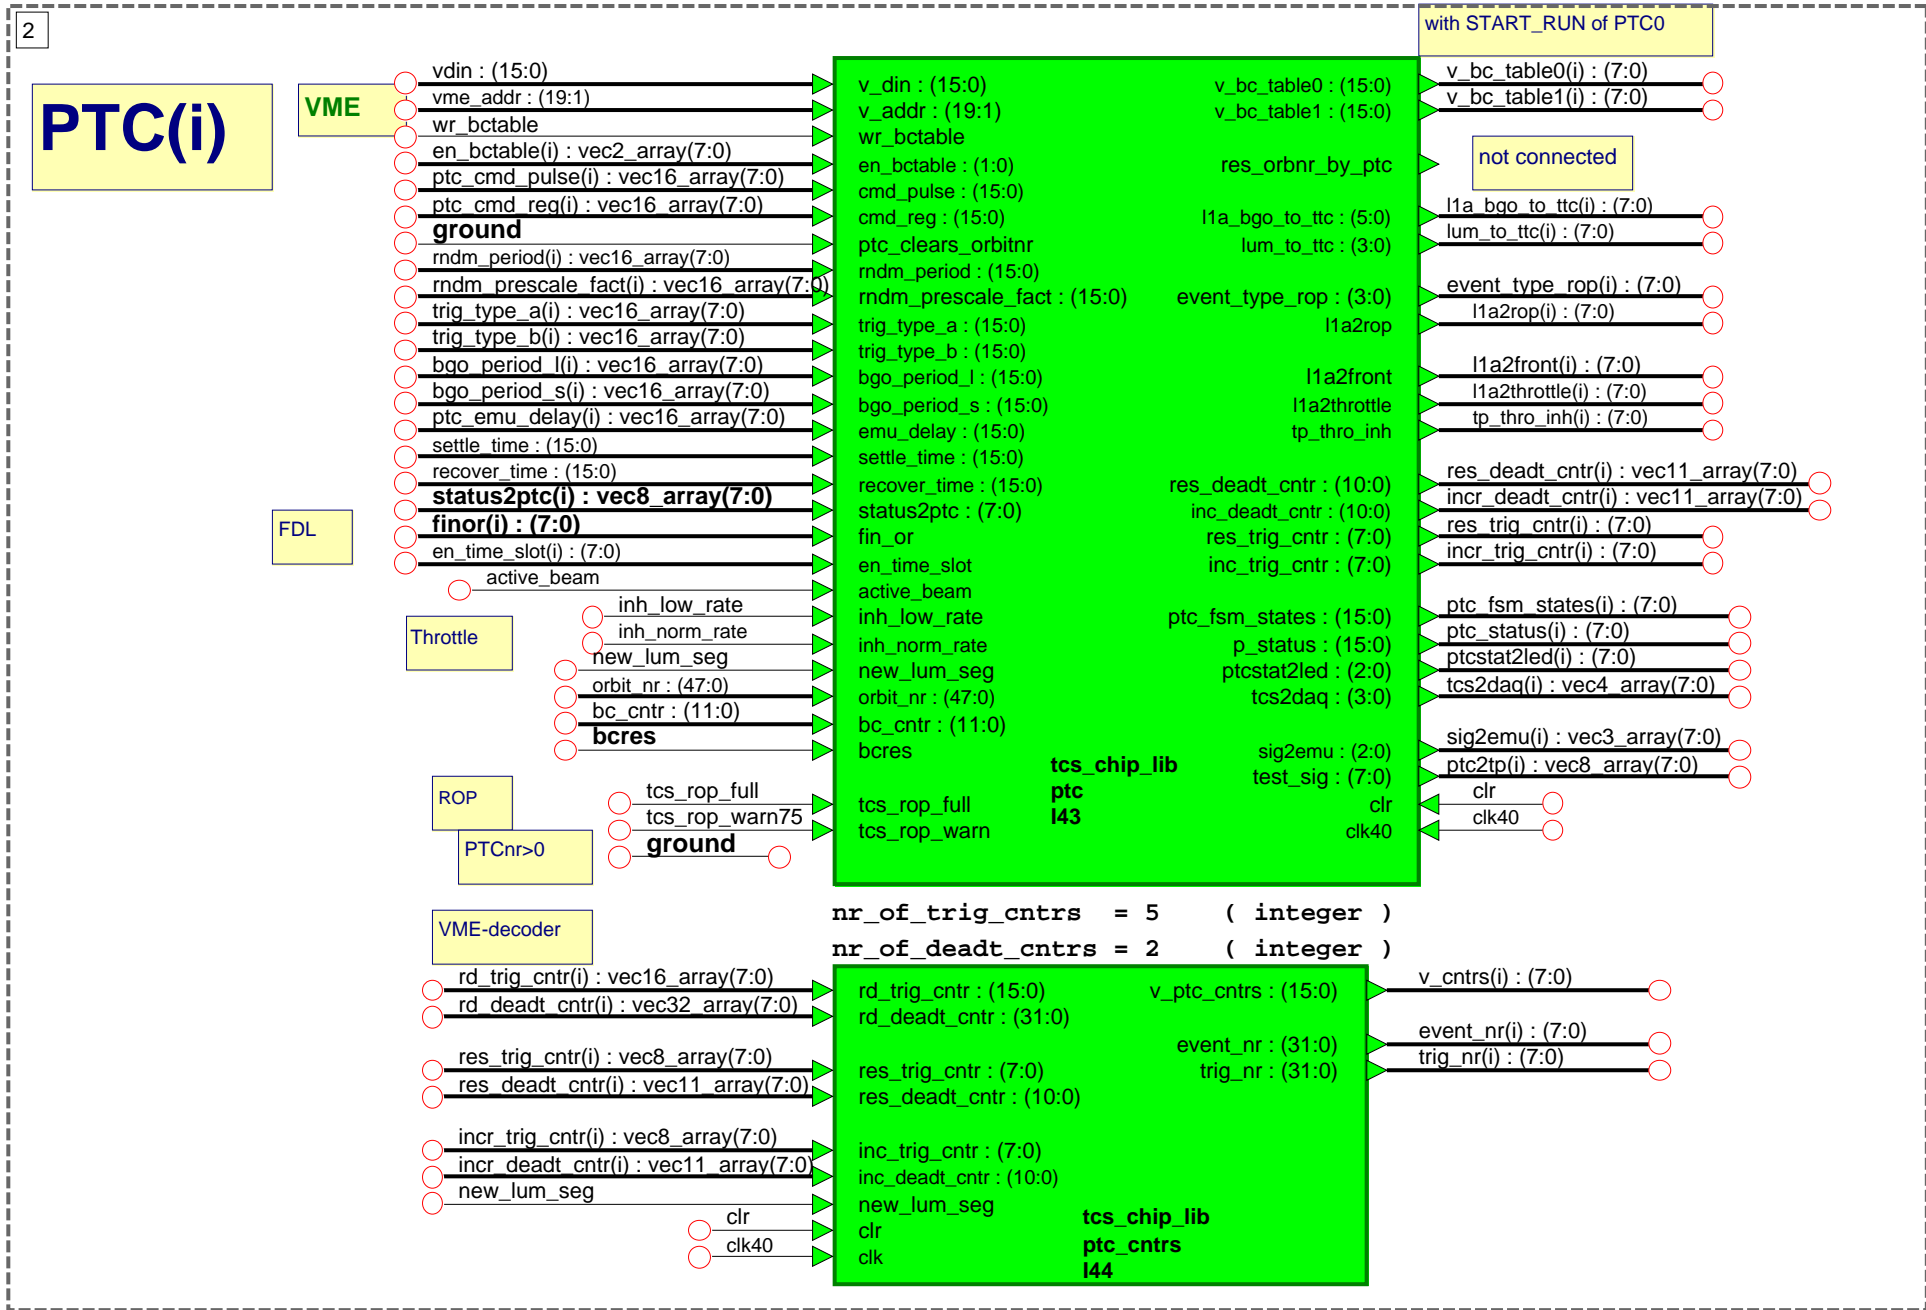 2
with START_RUN of PTC0
PTC(i)
VME
vdin : (15:0)
vme_addr : (19:1)
wr_bctable
en_bctable(i) : vec2_array(7:0)
ptc_cmd_pulse(i) : vec16_array(7:0)
ptc_cmd_reg(i) : vec16_array(7:0)
ground
rndm_period(i) : vec16_array(7:0)
rndm_prescale_fact(i) : vec16_array(7:0)
trig_type_a(i) : vec16_array(7:0)
trig_type_b(i) : vec16_array(7:0)
bgo_period_l(i) : vec16_array(7:0)
bgo_period_s(i) : vec16_array(7:0)
ptc_emu_delay(i) : vec16_array(7:0)
settle_time : (15:0)
recover_time : (15:0)
status2ptc(i) : vec8_array(7:0)
FDL
finor(i) : (7:0)
en_time_slot(i) : (7:0)
active_beam
Throttle
inh_low_rate
inh_norm_rate
new_lum_seg
orbit_nr : (47:0)
bc_cntr : (11:0)
bcres
ROP
tcs_rop_full
tcs_rop_warn75
PTCnr>0
ground
v_din : (15:0)
v_addr : (19:1)
wr_bctable
en_bctable : (1:0)
cmd_pulse : (15:0)
cmd_reg : (15:0)
ptc_clears_orbitnr
rndm_period : (15:0)
rndm_prescale_fact : (15:0)
trig_type_a : (15:0)
trig_type_b : (15:0)
bgo_period_l : (15:0)
bgo_period_s : (15:0)
emu_delay : (15:0)
settle_time : (15:0)
recover_time : (15:0)
status2ptc : (7:0)
fin_or
en_time_slot
active_beam
inh_low_rate
inh_norm_rate
new_lum_seg
orbit_nr : (47:0)
bc_cntr : (11:0)
bcres
tcs_rop_full
tcs_rop_warn
v_bc_table0 : (15:0)
v_bc_table1 : (15:0)
res_orbnr_by_ptc
l1a_bgo_to_ttc : (5:0)
lum_to_ttc : (3:0)
event_type_rop : (3:0)
l1a2rop
l1a2front
l1a2throttle
tp_thro_inh
res_deadt_cntr : (10:0)
inc_deadt_cntr : (10:0)
res_trig_cntr : (7:0)
inc_trig_cntr : (7:0)
ptc_fsm_states : (15:0)
p_status : (15:0)
ptcstat2led : (2:0)
tcs2daq : (3:0)
sig2emu : (2:0)
test_sig : (7:0)
clr
clk40
tcs_chip_lib
ptc
I43
v_bc_table0(i) : (7:0)
v_bc_table1(i) : (7:0)
not connected
l1a_bgo_to_ttc(i) : (7:0)
lum_to_ttc(i) : (7:0)
event_type_rop(i) : (7:0)
l1a2rop(i) : (7:0)
l1a2front(i) : (7:0)
l1a2throttle(i) : (7:0)
tp_thro_inh(i) : (7:0)
res_deadt_cntr(i) : vec11_array(7:0)
incr_deadt_cntr(i) : vec11_array(7:0)
res_trig_cntr(i) : (7:0)
incr_trig_cntr(i) : (7:0)
ptc_fsm_states(i) : (7:0)
ptc_status(i) : (7:0)
ptcstat2led(i) : (7:0)
tcs2daq(i) : vec4_array(7:0)
sig2emu(i) : vec3_array(7:0)
ptc2tp(i) : vec8_array(7:0)
clr
clk40
nr_of_trig_cntrs = 5 ( integer )
nr_of_deadt_cntrs = 2 ( integer )
VME-decoder
rd_trig_cntr(i) : vec16_array(7:0)
rd_deadt_cntr(i) : vec32_array(7:0)
res_trig_cntr(i) : vec8_array(7:0)
res_deadt_cntr(i) : vec11_array(7:0)
incr_trig_cntr(i) : vec8_array(7:0)
incr_deadt_cntr(i) : vec11_array(7:0)
new_lum_seg
clr
clk40
rd_trig_cntr : (15:0)
rd_deadt_cntr : (31:0)
res_trig_cntr : (7:0)
res_deadt_cntr : (10:0)
inc_trig_cntr : (7:0)
inc_deadt_cntr : (10:0)
new_lum_seg
clr
clk
v_ptc_cntrs : (15:0)
event_nr : (31:0)
trig_nr : (31:0)
tcs_chip_lib
ptc_cntrs
I44
v_cntrs(i) : (7:0)
event_nr(i) : (7:0)
trig_nr(i) : (7:0)